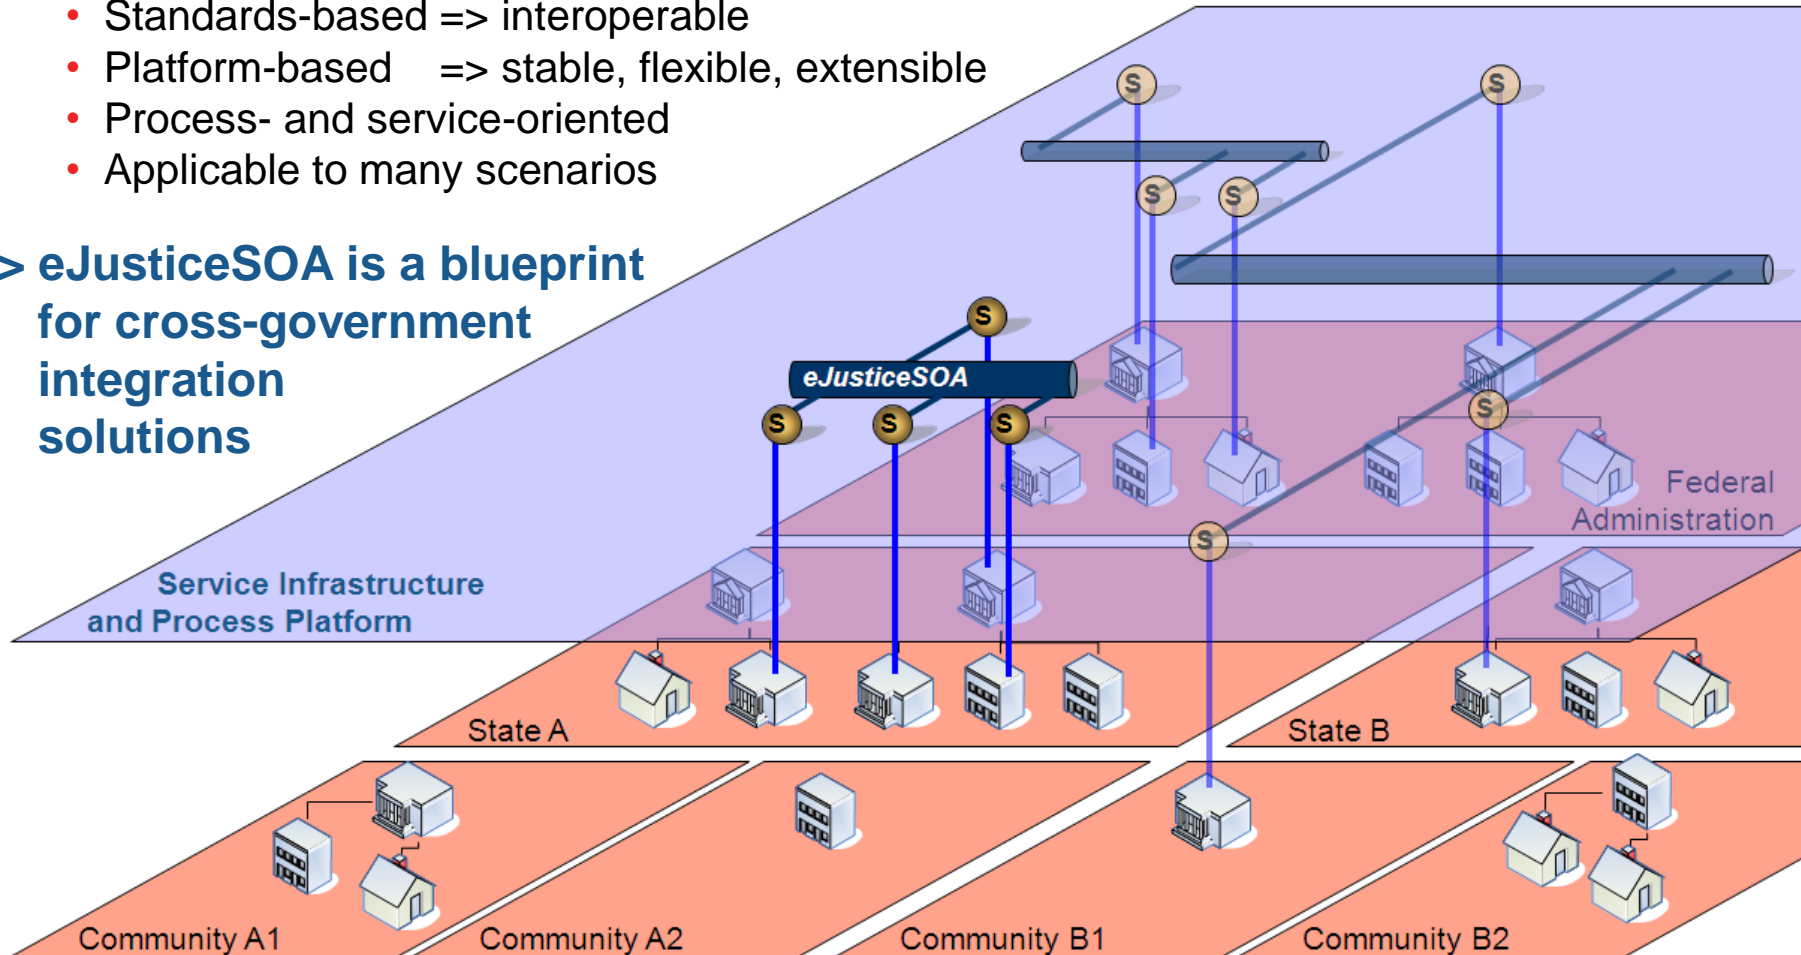 • Standards-based => interoperable
• Platform-based => stable, flexible, extensible
• Process- and service-oriented
• Applicable to many scenarios
> eJusticeSOA is a blueprint
for cross-government
integration
solutions
S
S
S
S
S
eJusticeSOA
S
S
S
S
S
Federal
Administration
Service Infrastructure
and Process Platform
State A
State B
Community A1
Community A2
Community B1
Community B2